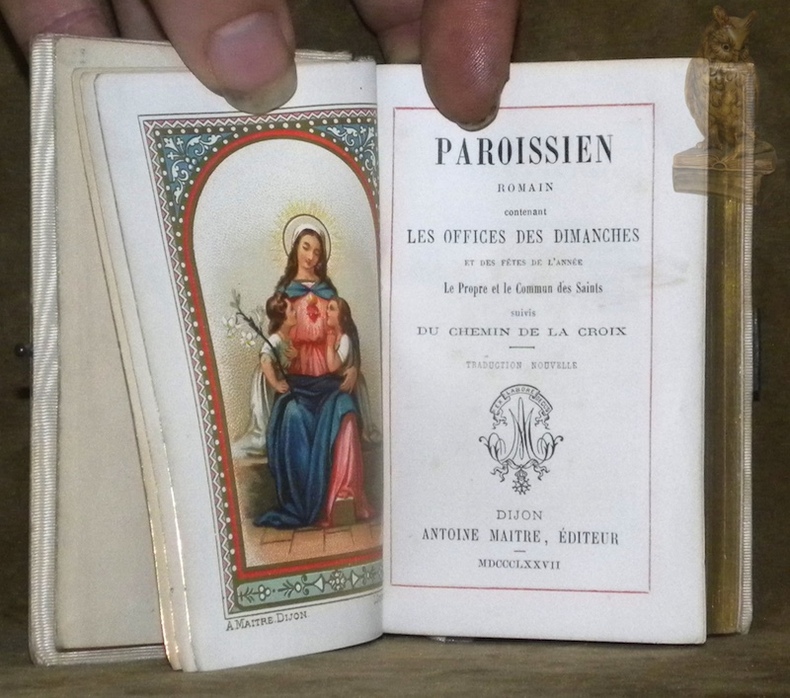 A. MAITRE. DIJON.
PAROISSIEN
ROMAIN
contenant
LES OFFICES DES DIMANCHES
ET DES FÊTES DE L'ANNÉE
Le Propre et le Commun des Saints
suivis
DU CHEMIN DE LA CROIX
TRADUCTION NOUVELLE
DIJON
ANTOINE MAITRE, ÉDITEUR
MDCCCLXXVII